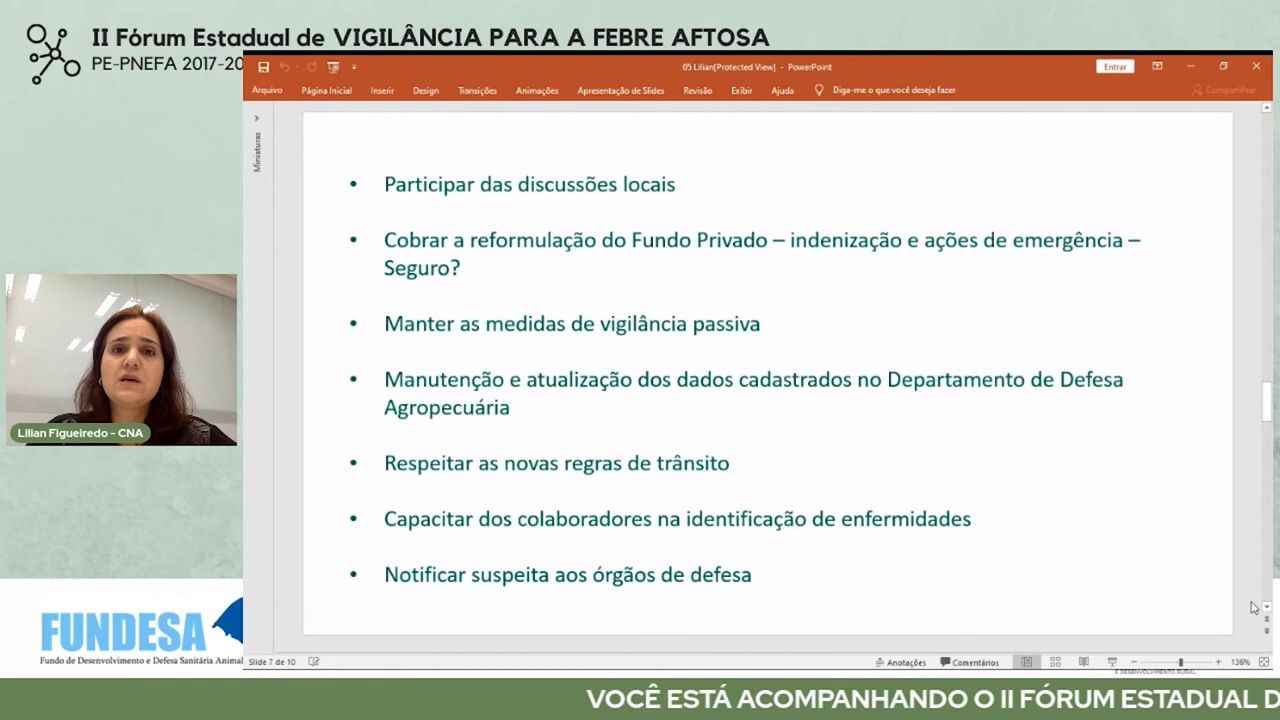 II Fórum Estadual de VIGILÂNCIA PARA A FEBRE AFTOSA
PE-PNEFA 2017-20
05 Lilian[Protected View] - PowerPoint
Entrar
Arquivo Página Inicial Inserir Design Transições Animações Apresentação de Slides Revisão Exibir Ajuda Diga-me o que você deseja fazer Compartilhar
Miniaturas
• Participar das discussões locais
• Cobrar a reformulação do Fundo Privado – indenização e ações de emergência –
Seguro?
• Manter as medidas de vigilância passiva
• Manutenção e atualização dos dados cadastrados no Departamento de Defesa
Agropecuária
• Respeitar as novas regras de trânsito
• Capacitar dos colaboradores na identificação de enfermidades
• Notificar suspeita aos órgãos de defesa
Lilian Figueiredo - CNA
FUNDESA
Fundo de Desenvolvimento e Defesa Sanitária Animal
Slide 7 de 10 Anotações Comentários 136%
E DESENVOLVIMENTO RURAL
VOCÊ ESTÁ ACOMPANHANDO O II FÓRUM ESTADUAL D